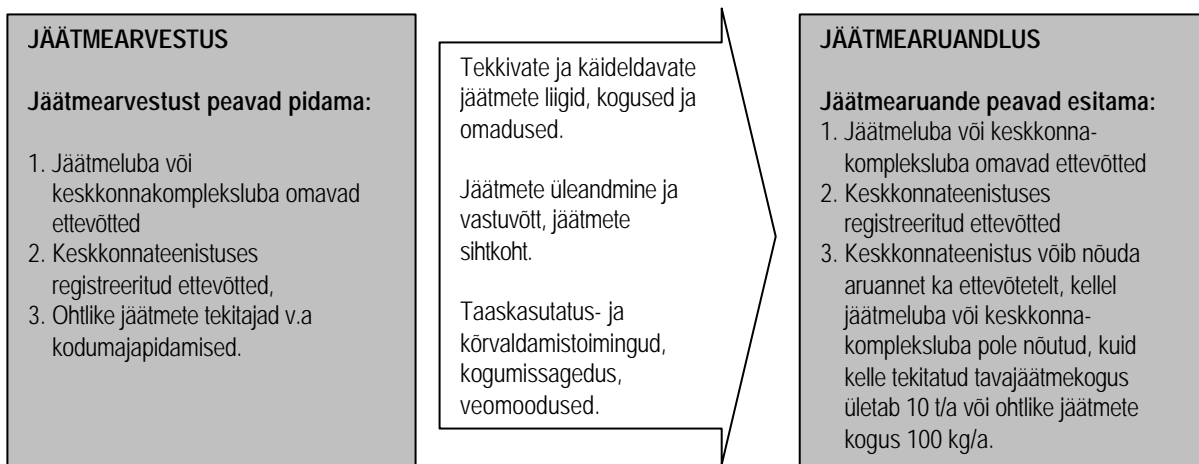 JÄÄTMEARVESTUS
Jäätmearvestust peavad pidama:
1. Jäätmeluba või
keskkonnakompleksluba omavad
ettevõtted
2. Keskkonnateenistuses
registreeritud ettevõtted,
3. Ohtlike jäätmete tekitajad v.a
kodumajapidamised.
Tekkivate ja käideldavate
jäätmete liigid, kogused ja
omadused.
Jäätmete üleandmine ja
vastuvõtt, jäätmete
sihtkoht.
Taaskasutatus- ja
kõrvaldamistoimingud,
kogumissagedus,
veomoodused.
JÄÄTMEARUANDLUS
Jäätmearuande peavad esitama:
1. Jäätmeluba või keskkonna-
kompleksluba omavad ettevõtted
2. Keskkonnateenistuses
registreeritud ettevõtted
3. Keskkonnateenistus võib nõuda
aruannet ka ettevõtetelt, kellel
jäätmeluba või keskkonna-
kompleksluba pole nõutud, kuid
kelle tekitatud tavajäätmekogus
ületab 10 t/a või ohtlike jäätmete
kogus 100 kg/a.